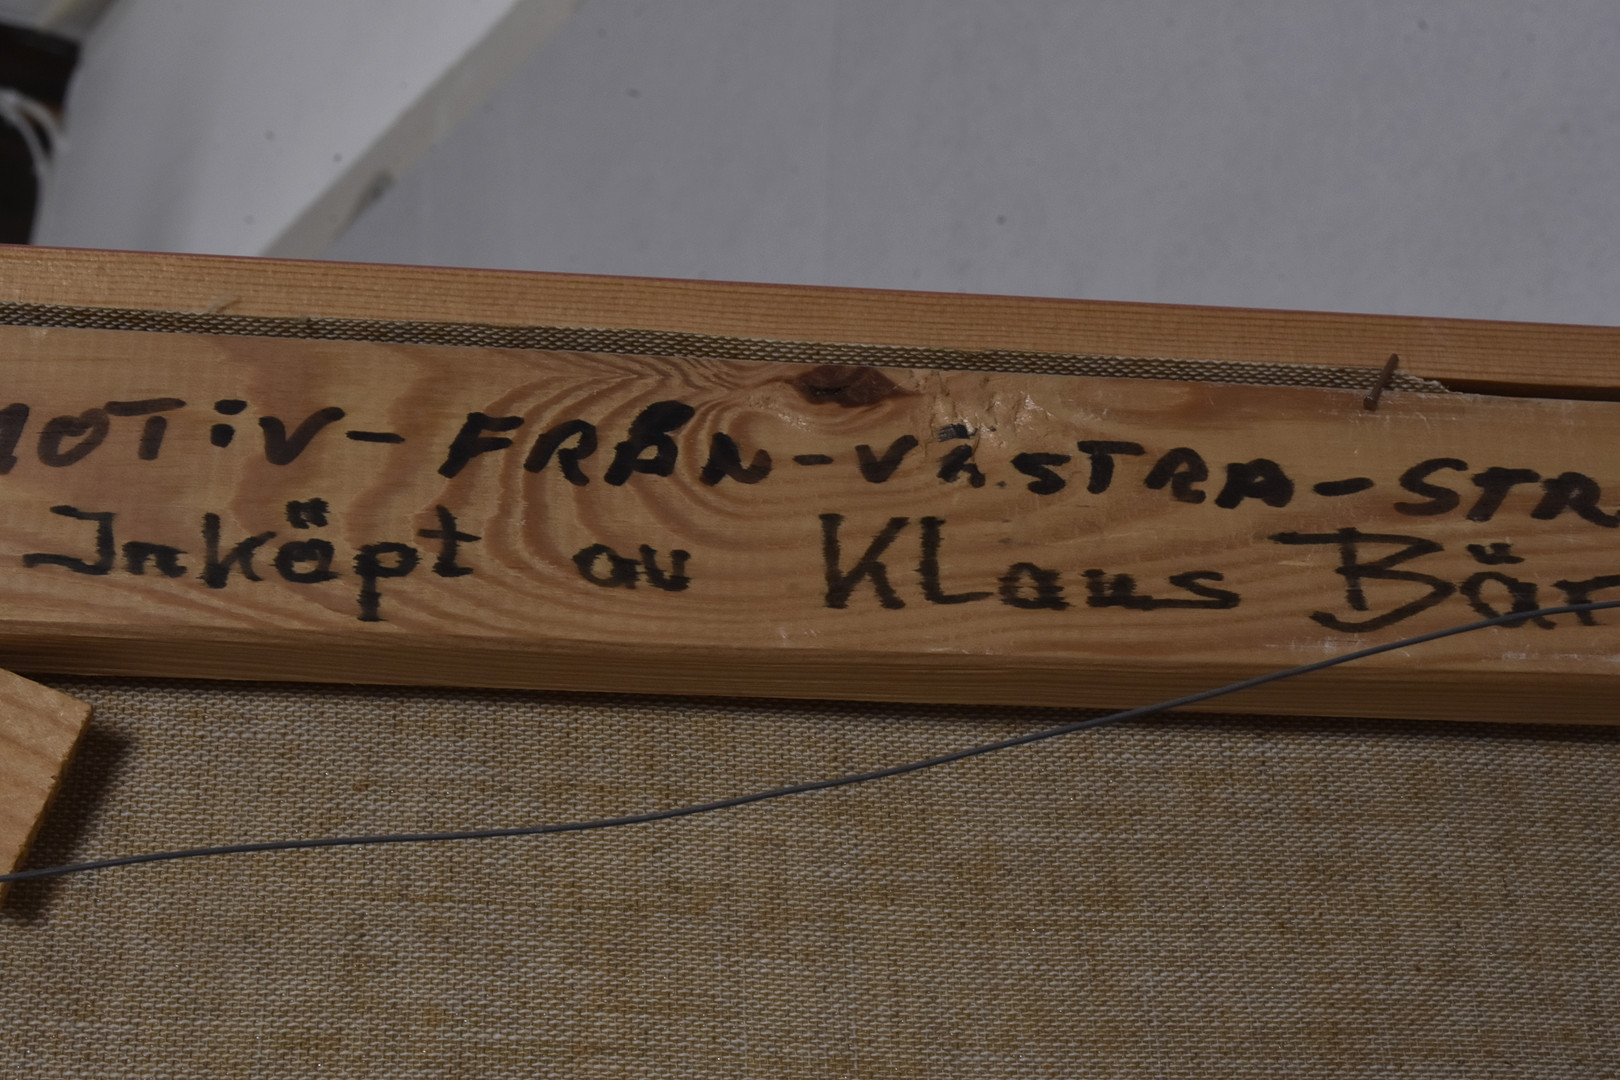 MOTIV-FRÅN-VÄSTRA-STR
Inköpt av Klaus Bär